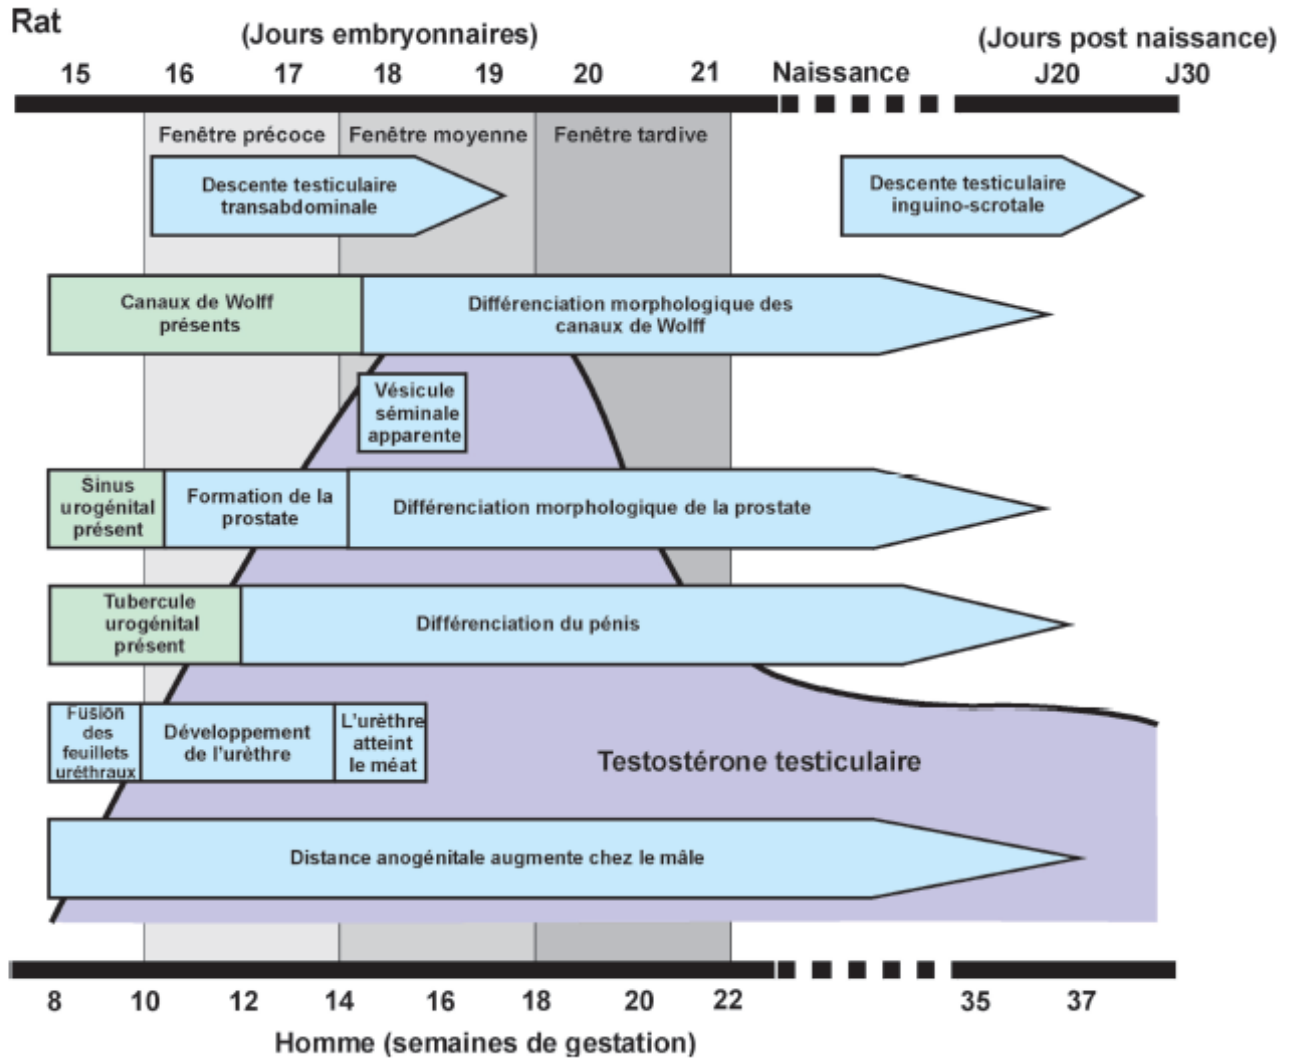 Rat
(Jours embryonnaires)
(Jours post naissance)
15 16 17 18 19 20 21 Naissance J20 J30
Fenêtre précoce Fenêtre moyenne Fenêtre tardive
Descente testiculaire
transabdominale
Descente testiculaire
inguino-scrotale
Canaux de Wolff
présents
Différenciation morphologique des
canaux de Wolff
Vésicule
séminale
apparente
Sinus
urogénital
présent
Formation de la
prostate
Différenciation morphologique de la prostate
Tubercule
urogénital
présent
Différenciation du pénis
Fusion
des
feuillets
uréthraux
Développement
de l'urèthre
L'urèthre
atteint
le méat
Testostérone testiculaire
Distance anogénitale augmente chez le mâle
8 10 12 14 16 18 20 22 35 37
Homme (semaines de gestation)